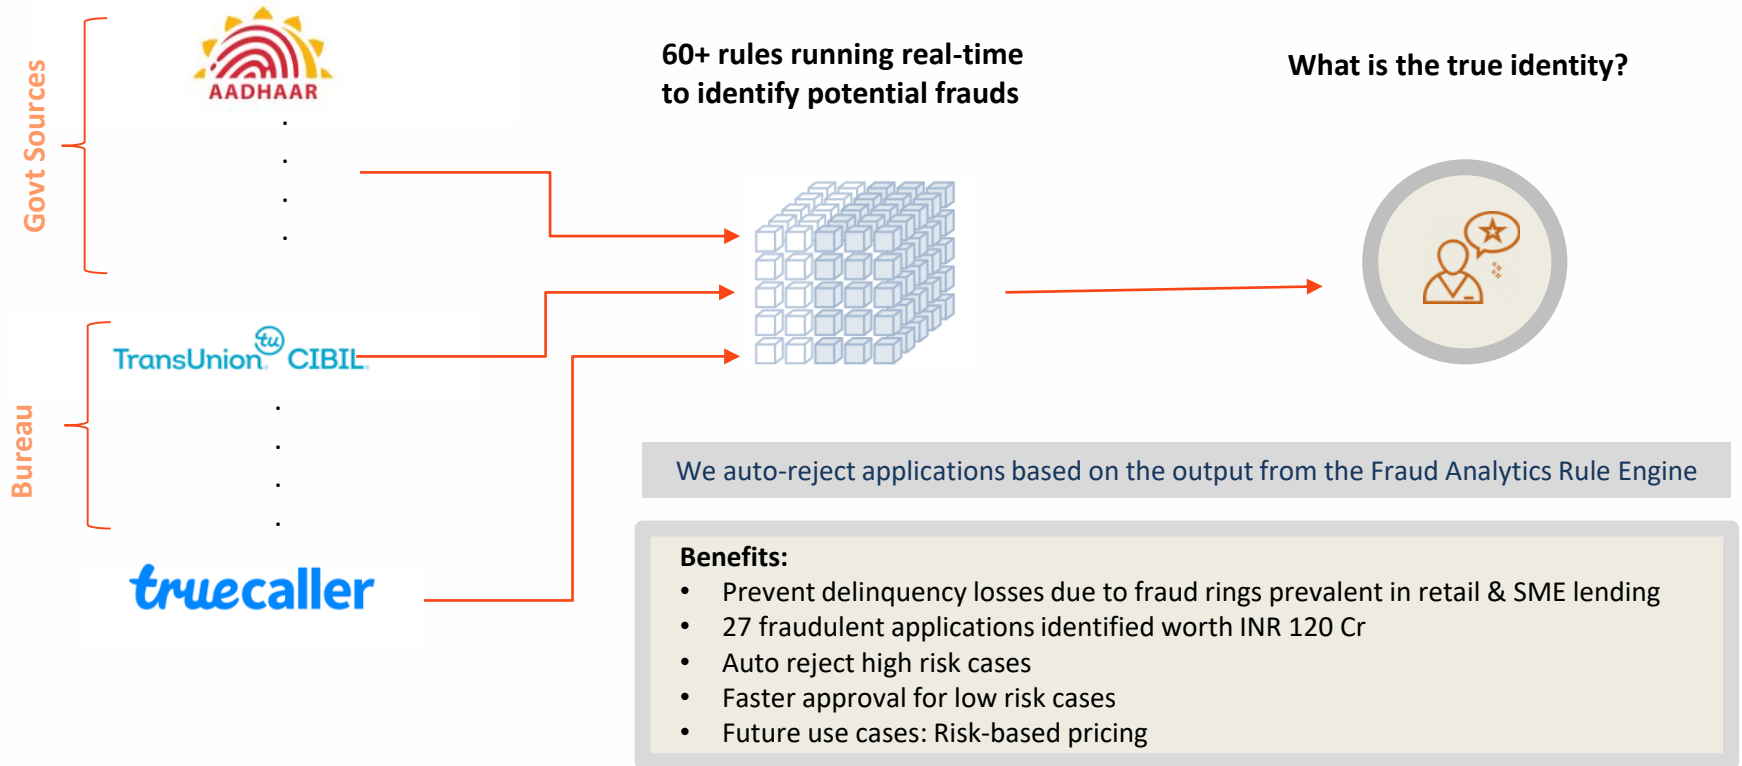 Govt Sources
AADHAAR
60+ rules running real-time
to identify potential frauds
What is the true identity?
Bureau
TransUnion tu CIBIL
truecaller
We auto-reject applications based on the output from the Fraud Analytics Rule Engine
Benefits:
• Prevent delinquency losses due to fraud rings prevalent in retail & SME lending
• 27 fraudulent applications identified worth INR 120 Cr
• Auto reject high risk cases
• Faster approval for low risk cases
• Future use cases: Risk-based pricing